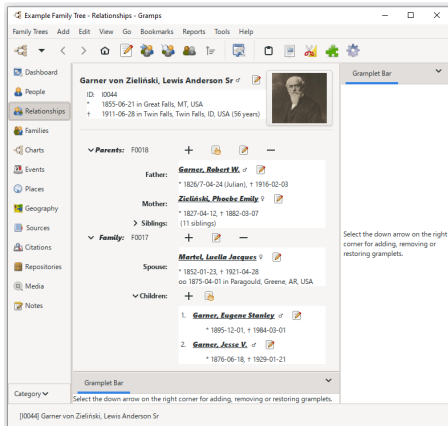 Example Family Tree - Relationships - Gramps
Family Trees Add Edit View Go Bookmarks Reports Tools Help
Dashboard
People
Relationships
Families
Charts
Events
Places
Geography
Sources
Citations
Repositories
Media
Notes
Category
Garner von Zieliński, Lewis Anderson Sr ♂
ID: I0044
* 1855-06-21 in Great Falls, MT, USA
† 1911-06-28 in Twin Falls, Twin Falls, ID, USA (56 years)
Parents: F0018
Father: Garner, Robert W. ♂
* 1826/7-04-24 (Julian), † 1916-02-03
Mother: Zieliński, Phoebe Emily ♀
* 1827-04-12, † 1882-03-07
Siblings: (11 siblings)
Family: F0017
Spouse: Martel, Luella Jacques ♀
* 1852-01-23, † 1921-04-28
oo 1875-04-01 in Paragould, Greene, AR, USA
Children:
1. Garner, Eugene Stanley ♂
* 1895-12-01, † 1984-03-01
2. Garner, Jesse V. ♂
* 1876-06-18, † 1929-01-21
Gramplet Bar
Select the down arrow on the right corner for adding, removing or restoring gramplets.
Gramplet Bar
Select the down arrow on the right
corner for adding, removing or
restoring gramplets.
[I0044] Garner von Zieliński, Lewis Anderson Sr